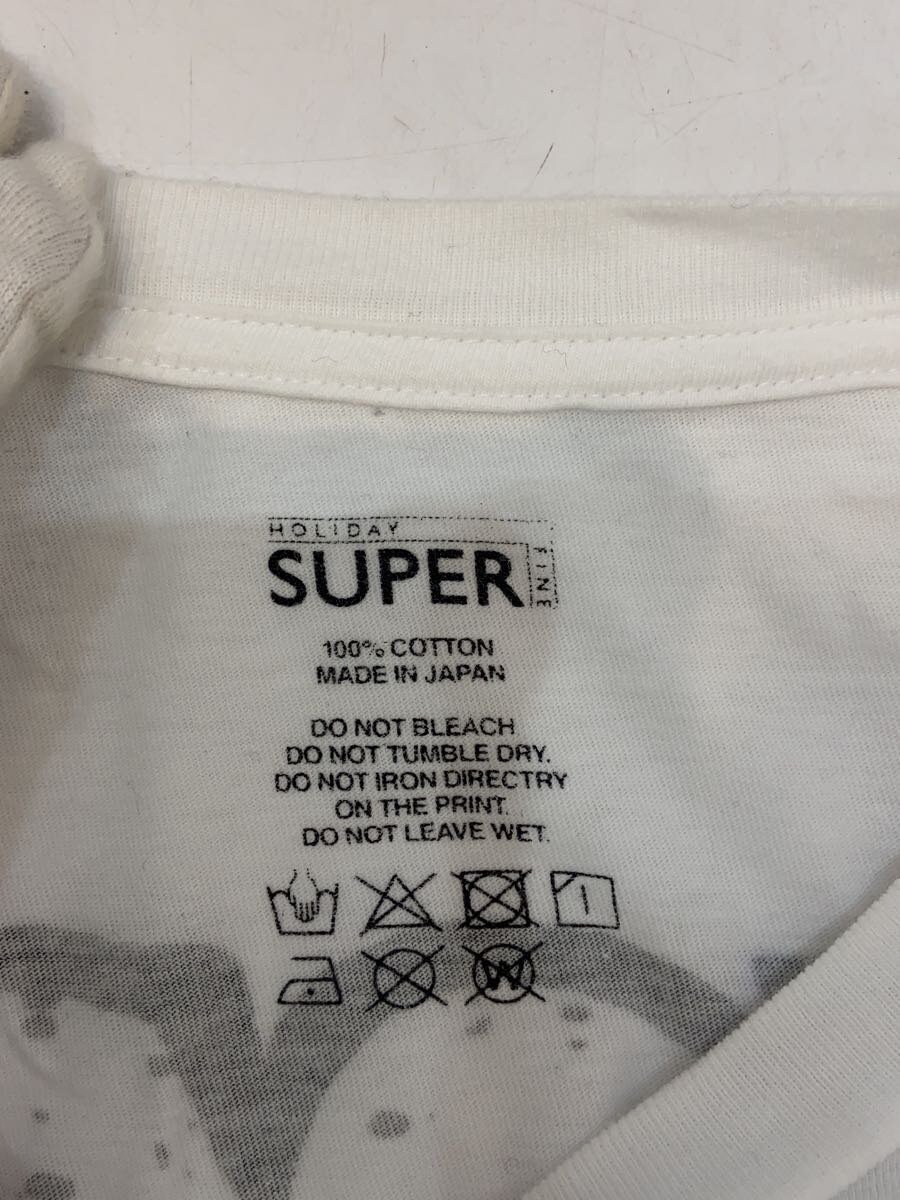 HOLIDAY
SUPER
FINE
100% COTTON
MADE IN JAPAN
DO NOT BLEACH
DO NOT TUMBLE DRY.
DO NOT IRON DIRECTRY
ON THE PRINT.
DO NOT LEAVE WET.
W